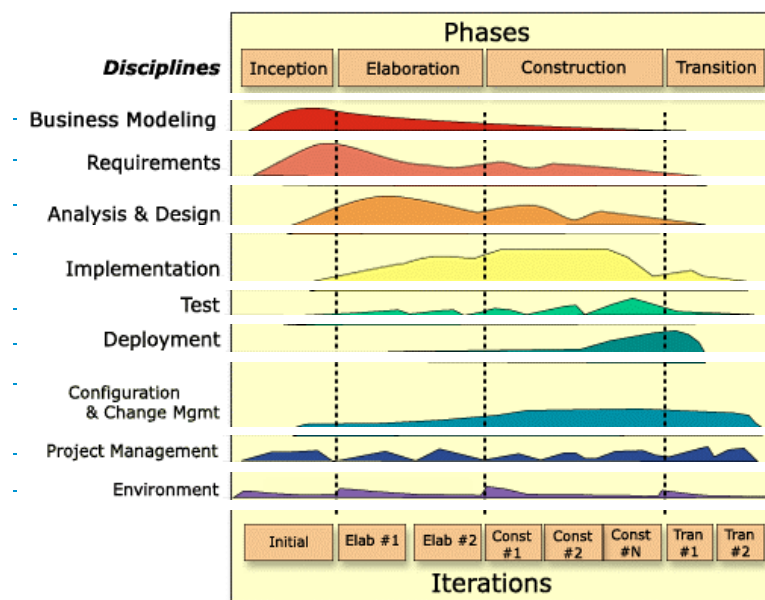 Phases
Disciplines
Inception
Elaboration
Construction
Transition
Business Modeling
Requirements
Analysis & Design
Implementation
Test
Deployment
Configuration
& Change Mgmt
Project Management
Environment
Initial
Elab #1
Elab #2
Const
#1
Const
#2
Const
#N
Tran
#1
Tran
#2
Iterations